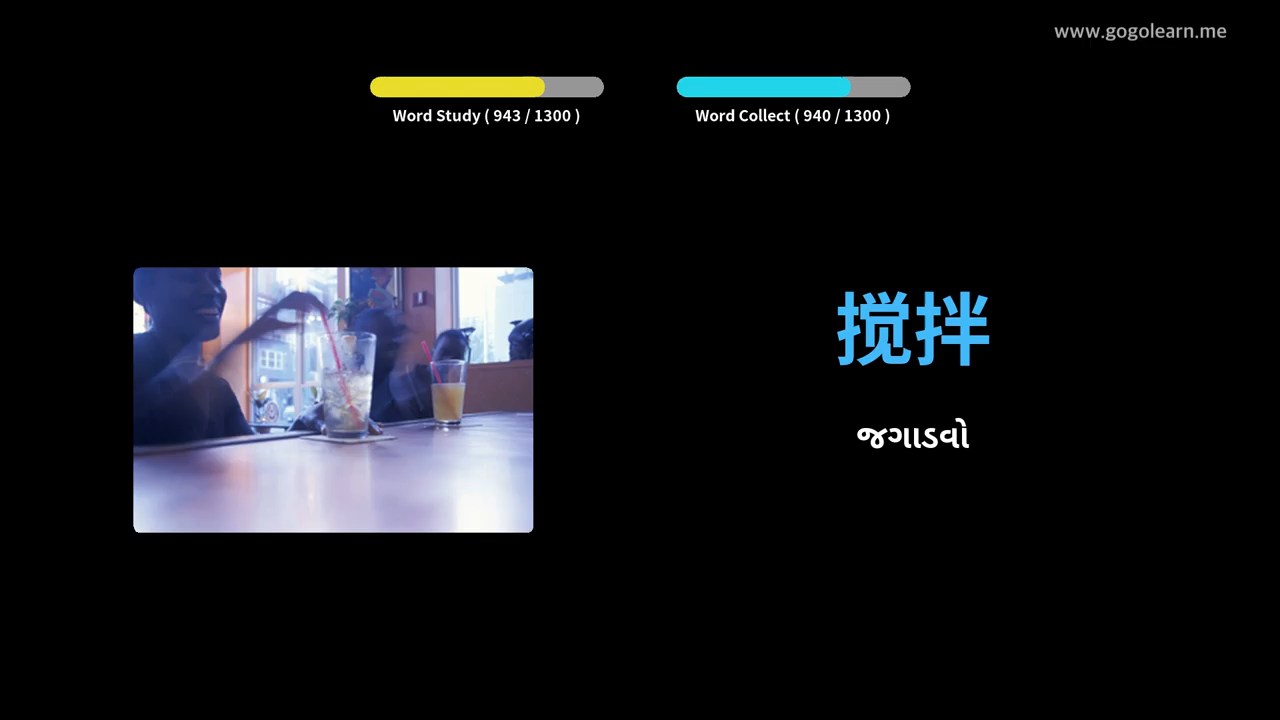 www.gogolearn.me
Word Study ( 943 / 1300 )
Word Collect ( 940 / 1300 )
搅拌
જગાડવો